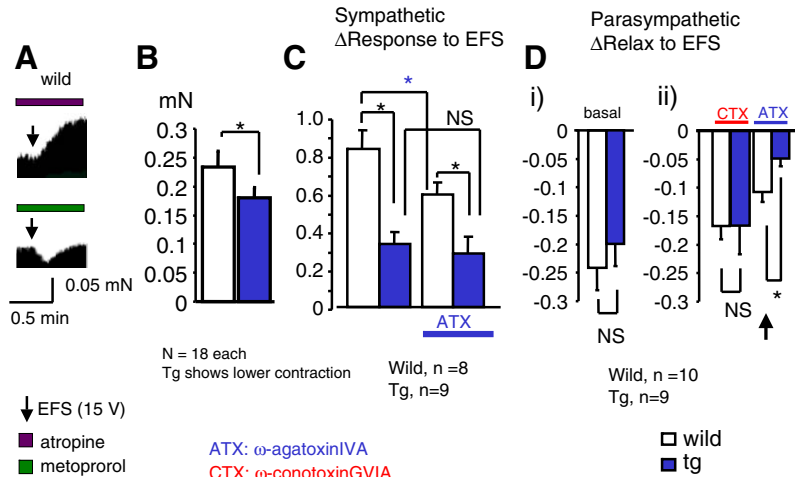 Sympathetic
ΔResponse to EFS
Parasympathetic
ΔRelax to EFS
A
B
C
D
wild
mN
0.3
0.25
0.2
0.15
0.1
0.05
0
*
0.05 mN
0.5 min
N = 18 each
Tg shows lower contraction
1.0
0.8
0.6
0.4
0.2
0
*
*
*
NS
ATX
Wild, n =8
Tg, n=9
i)
basal
0
-0.05
-0.1
-0.15
-0.2
-0.25
-0.3
NS
ii)
CTX
ATX
0
-0.05
-0.1
-0.15
-0.2
-0.25
-0.3
NS
*
Wild, n =10
Tg, n=9
EFS (15 V)
atropine
metoprorol
ATX: ω-agatoxinIVA
CTX: ω-conotoxinGVIA
wild
tg